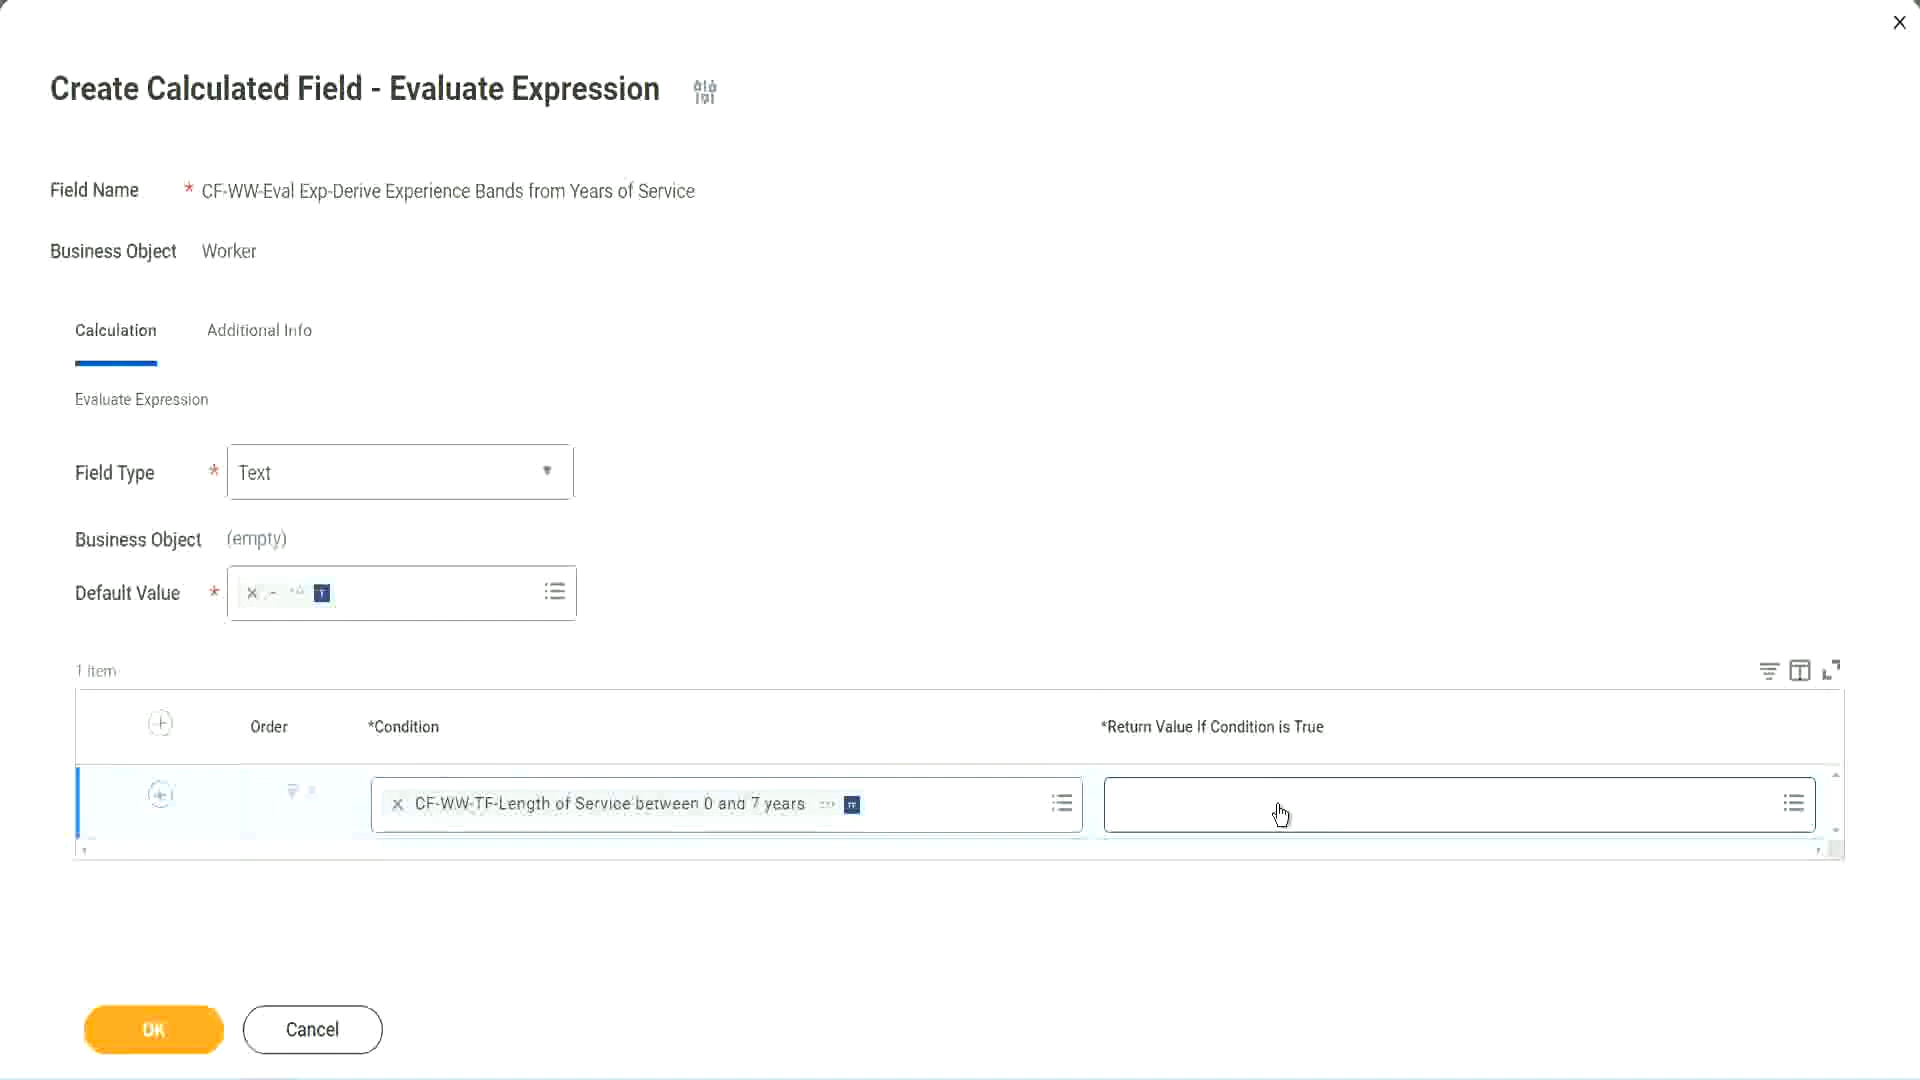 Create Calculated Field - Evaluate Expression
Field Name * CF-WW-Eval Exp-Derive Experience Bands from Years of Service
Business Object Worker
Calculation Additional Info
Evaluate Expression
Field Type * Text
Business Object (empty)
Default Value * × -
1 item
Order *Condition *Return Value If Condition is True
× CF-WW-TF-Length of Service between 0 and 7 years
OK Cancel